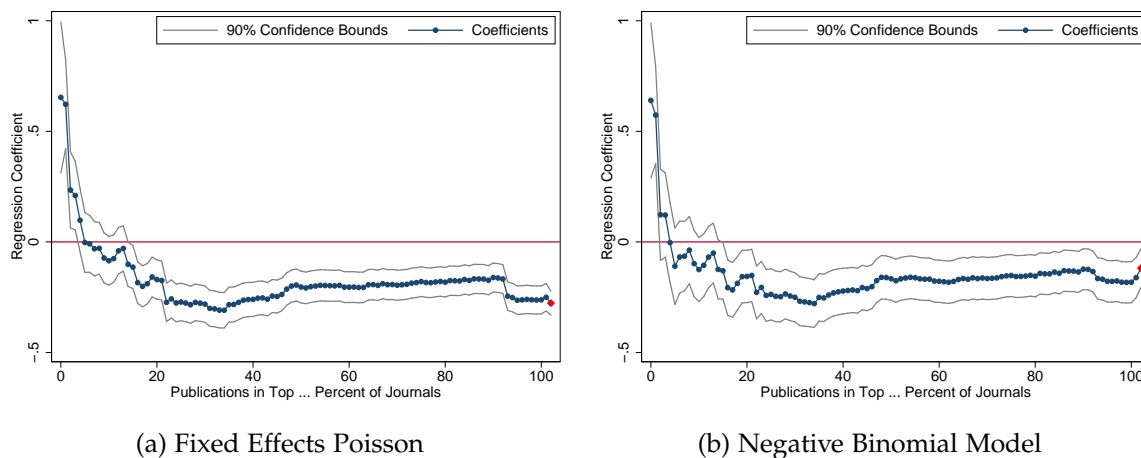 90% Confidence Bounds Coefficients
Regression Coefficient
1
.5
0
-.5
0 20 40 60 80 100
Publications in Top ... Percent of Journals
(a) Fixed Effects Poisson
90% Confidence Bounds Coefficients
Regression Coefficient
1
.5
0
-.5
0 20 40 60 80 100
Publications in Top ... Percent of Journals
(b) Negative Binomial Model